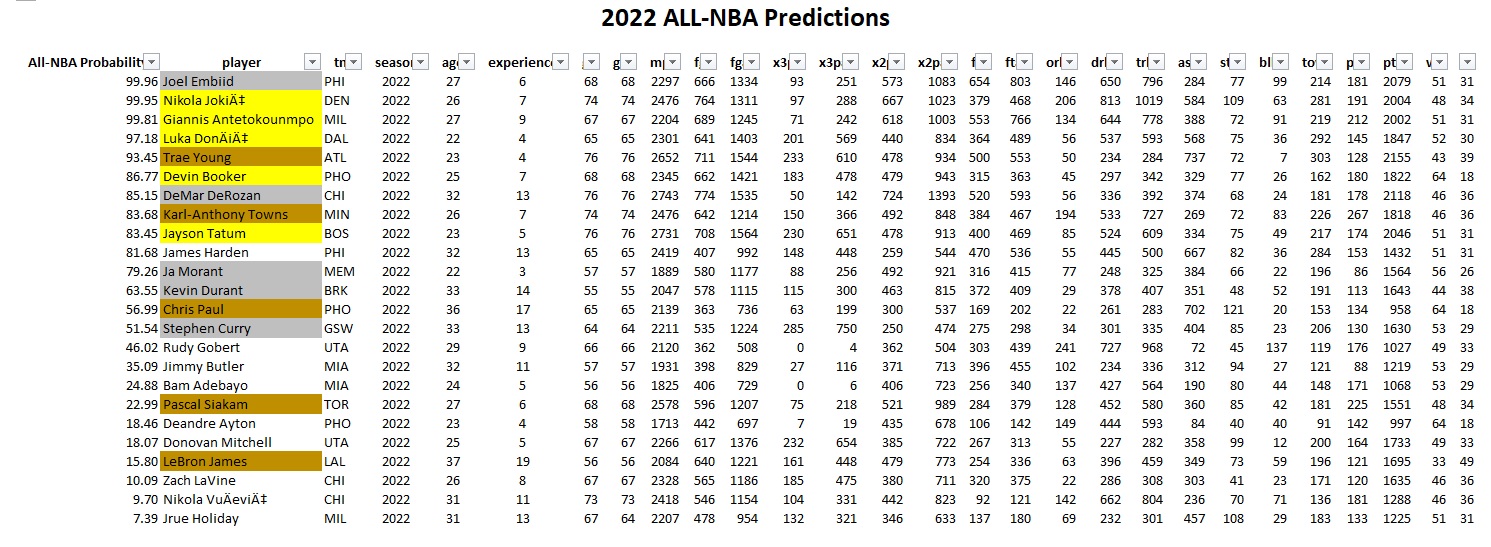 2022 ALL-NBA Predictions
All-NBA Probabilit player tn seaso age experienc g m f fg x3 x3p x2 x2p f ft orl drl trl as st bl to p pt w
99.96 Joel Embiid PHI 2022 27 6 68 68 2297 666 1334 93 251 573 1083 654 803 146 650 796 284 77 99 214 181 2079 51 31
99.95 Nikola JokiÄ‡ DEN 2022 26 7 74 74 2476 764 1311 97 288 667 1023 379 468 206 813 1019 584 109 63 281 191 2004 48 34
99.81 Giannis Antetokounmpo MIL 2022 27 9 67 67 2204 689 1245 71 242 618 1003 553 766 134 644 778 388 72 91 219 212 2002 51 31
97.18 Luka DonÄiÄ‡ DAL 2022 22 4 65 65 2301 641 1403 201 569 440 834 364 489 56 537 593 568 75 36 292 145 1847 52 30
93.45 Trae Young ATL 2022 23 4 76 76 2652 711 1544 233 610 478 934 500 553 50 234 284 737 72 7 303 128 2155 43 39
86.77 Devin Booker PHO 2022 25 7 68 68 2345 662 1421 183 478 479 943 315 363 45 297 342 329 77 26 162 180 1822 64 18
85.15 DeMar DeRozan CHI 2022 32 13 76 76 2743 774 1535 50 142 724 1393 520 593 56 336 392 374 68 24 181 178 2118 46 36
83.68 Karl-Anthony Towns MIN 2022 26 7 74 74 2476 642 1214 150 366 492 848 384 467 194 533 727 269 72 83 226 267 1818 46 36
83.45 Jayson Tatum BOS 2022 23 5 76 76 2731 708 1564 230 651 478 913 400 469 85 524 609 334 75 49 217 174 2046 51 31
81.68 James Harden PHI 2022 32 13 65 65 2419 407 992 148 448 259 544 470 536 55 445 500 667 82 36 284 153 1432 51 31
79.26 Ja Morant MEM 2022 22 3 57 57 1889 580 1177 88 256 492 921 316 415 77 248 325 384 66 22 196 86 1564 56 26
63.55 Kevin Durant BRK 2022 33 14 55 55 2047 578 1115 115 300 463 815 372 409 29 378 407 351 48 52 191 113 1643 44 38
56.99 Chris Paul PHO 2022 36 17 65 65 2139 363 736 63 199 300 537 169 202 22 261 283 702 121 20 153 134 958 64 18
51.54 Stephen Curry GSW 2022 33 13 64 64 2211 535 1224 285 750 250 474 275 298 34 301 335 404 85 23 206 130 1630 53 29
46.02 Rudy Gobert UTA 2022 29 9 66 66 2120 362 508 0 4 362 504 303 439 241 727 968 72 45 137 119 176 1027 49 33
35.09 Jimmy Butler MIA 2022 32 11 57 57 1931 398 829 27 116 371 713 396 455 102 234 336 312 94 27 121 88 1219 53 29
24.88 Bam Adebayo MIA 2022 24 5 56 56 1825 406 729 0 6 406 723 256 340 137 427 564 190 80 44 148 171 1068 53 29
22.99 Pascal Siakam TOR 2022 27 6 68 68 2578 596 1207 75 218 521 989 284 379 128 452 580 360 85 42 181 225 1551 48 34
18.46 Deandre Ayton PHO 2022 23 4 58 58 1713 442 697 7 19 435 678 106 142 149 444 593 84 40 40 91 142 997 64 18
18.07 Donovan Mitchell UTA 2022 25 5 67 67 2266 617 1376 232 654 385 722 267 313 55 227 282 358 99 12 200 164 1733 49 33
15.80 LeBron James LAL 2022 37 19 56 56 2084 640 1221 161 448 479 773 254 336 63 396 459 349 73 59 196 121 1695 33 49
10.09 Zach LaVine CHI 2022 26 8 67 67 2328 565 1186 185 475 380 711 320 375 22 286 308 303 41 23 171 120 1635 46 36
9.70 Nikola VuÄeviÄ‡ CHI 2022 31 11 73 73 2418 546 1154 104 331 442 823 92 121 142 662 804 236 70 71 136 181 1288 46 36
7.39 Jrue Holiday MIL 2022 31 13 67 64 2207 478 954 132 321 346 633 137 180 69 232 301 457 108 29 183 133 1225 51 31